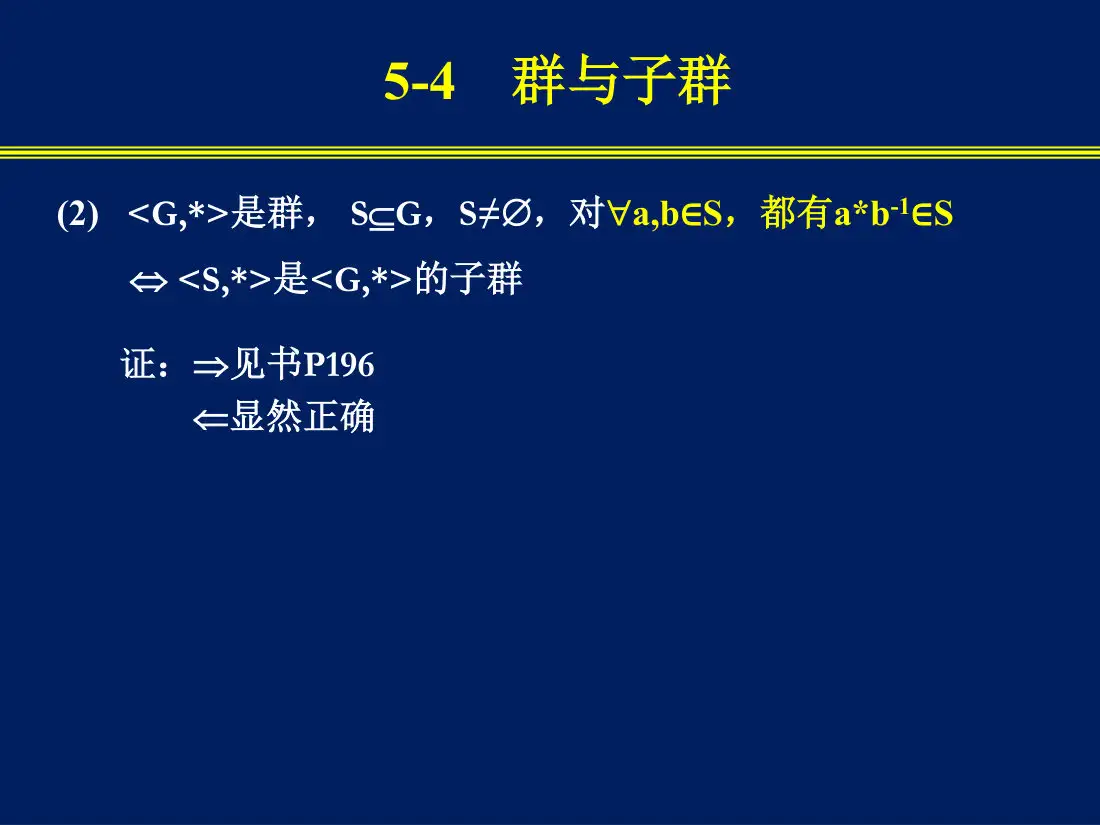 5-4 群与子群
(2) <G,*>是群， S⊆G，S≠∅，对∀a,b∈S，都有a*b⁻¹∈S
⇔ <S,*>是<G,*>的子群
证：⇒见书P196
⇐显然正确